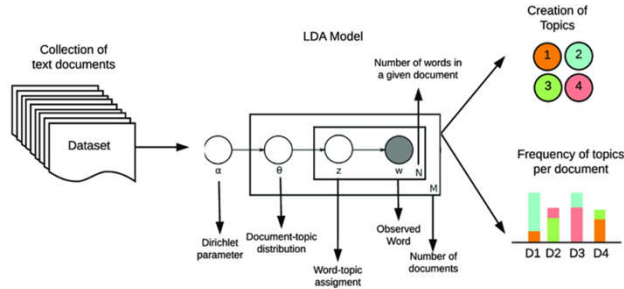 Collection of
text documents
Dataset
LDA Model
Number of words in
a given document
α
θ
z
w
N
M
Dirichlet
parameter
Document-topic
distribution
Word-topic
assigment
Observed
Word
Number of
documents
Creation of
Topics
1
2
3
4
Frequency of topics
per document
D1 D2 D3 D4